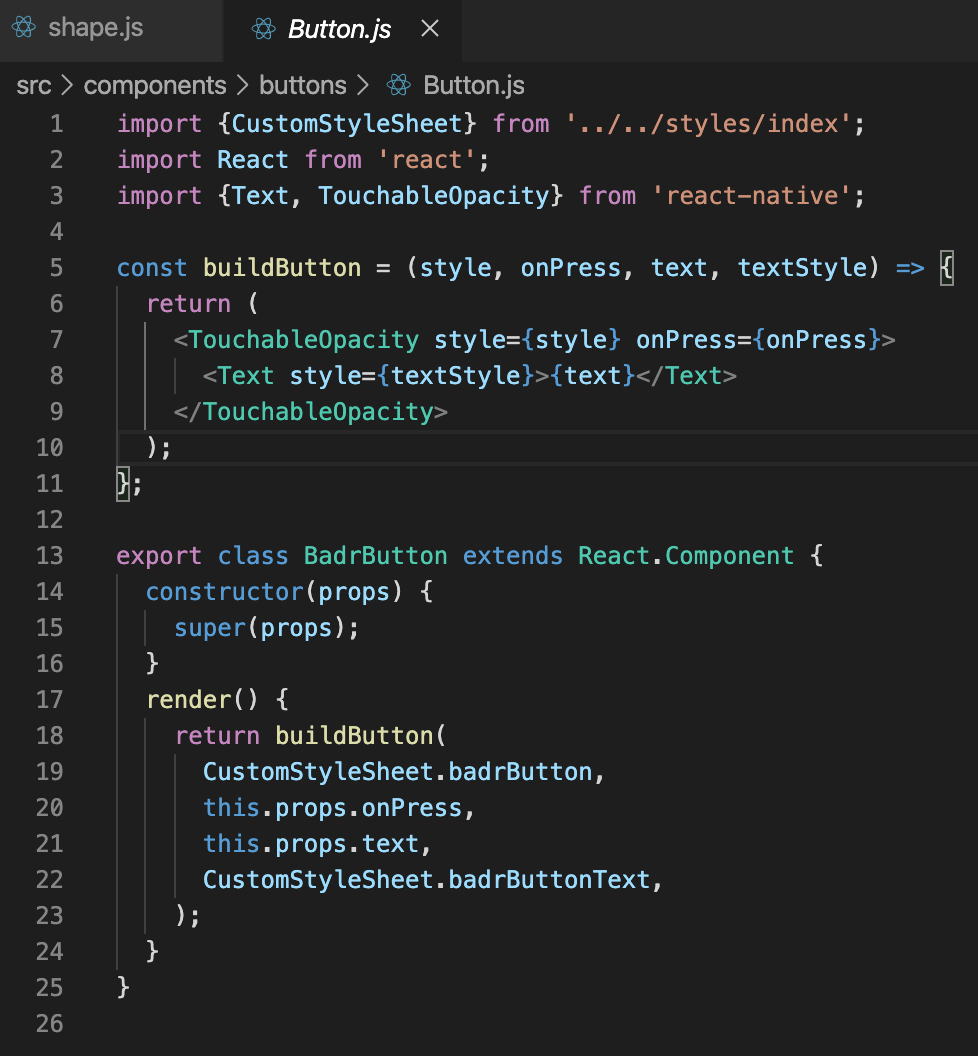 shape.js Button.js
src > components > buttons > Button.js
1 import {CustomStyleSheet} from '../../styles/index';
2 import React from 'react';
3 import {Text, TouchableOpacity} from 'react-native';
4
5 const buildButton = (style, onPress, text, textStyle) => {
6   return (
7     <TouchableOpacity style={style} onPress={onPress}>
8       <Text style={textStyle}>{text}</Text>
9     </TouchableOpacity>
10   );
11 };
12
13 export class BadrButton extends React.Component {
14   constructor(props) {
15     super(props);
16   }
17   render() {
18     return buildButton(
19       CustomStyleSheet.badrButton,
20       this.props.onPress,
21       this.props.text,
22       CustomStyleSheet.badrButtonText,
23     );
24   }
25 }
26